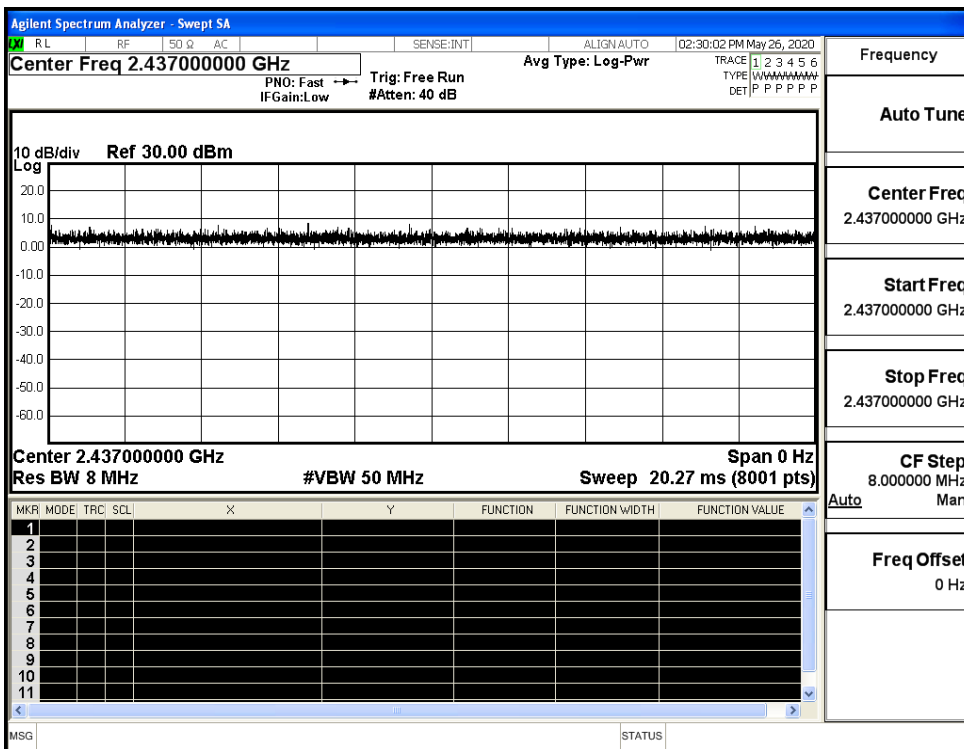 Agilent Spectrum Analyzer - Swept SA
LXI RL RF 50 Ω AC SENSE:INT ALIGN AUTO 02:30:02 PM May 26, 2020
Center Freq 2.437000000 GHz
PNO: Fast
IFGain:Low
Trig: Free Run
#Atten: 40 dB
Avg Type: Log-Pwr
TRACE 1 2 3 4 5 6
TYPE WWWWWW
DET P P P P P P
10 dB/div Ref 30.00 dBm
Log
20.0
10.0
0.00
-10.0
-20.0
-30.0
-40.0
-50.0
-60.0
Center 2.437000000 GHz Span 0 Hz
Res BW 8 MHz #VBW 50 MHz Sweep 20.27 ms (8001 pts)
MKR MODE TRC SCL X Y FUNCTION FUNCTION WIDTH FUNCTION VALUE
1
2
3
4
5
6
7
8
9
10
11
MSG STATUS
Frequency
Auto Tune
Center Freq
2.437000000 GHz
Start Freq
2.437000000 GHz
Stop Freq
2.437000000 GHz
CF Step
8.000000 MHz
Auto Man
Freq Offset
0 Hz